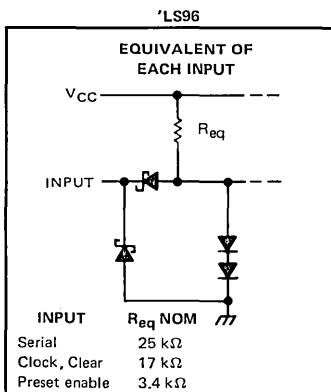 'LS96
EQUIVALENT OF
EACH INPUT
VCC
Req
INPUT
INPUT Req NOM
Serial 25 kΩ
Clock, Clear 17 kΩ
Preset enable 3.4 kΩ